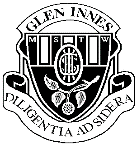 GLEN INNES
M S T W
DILIGENTIA AD SIDERA